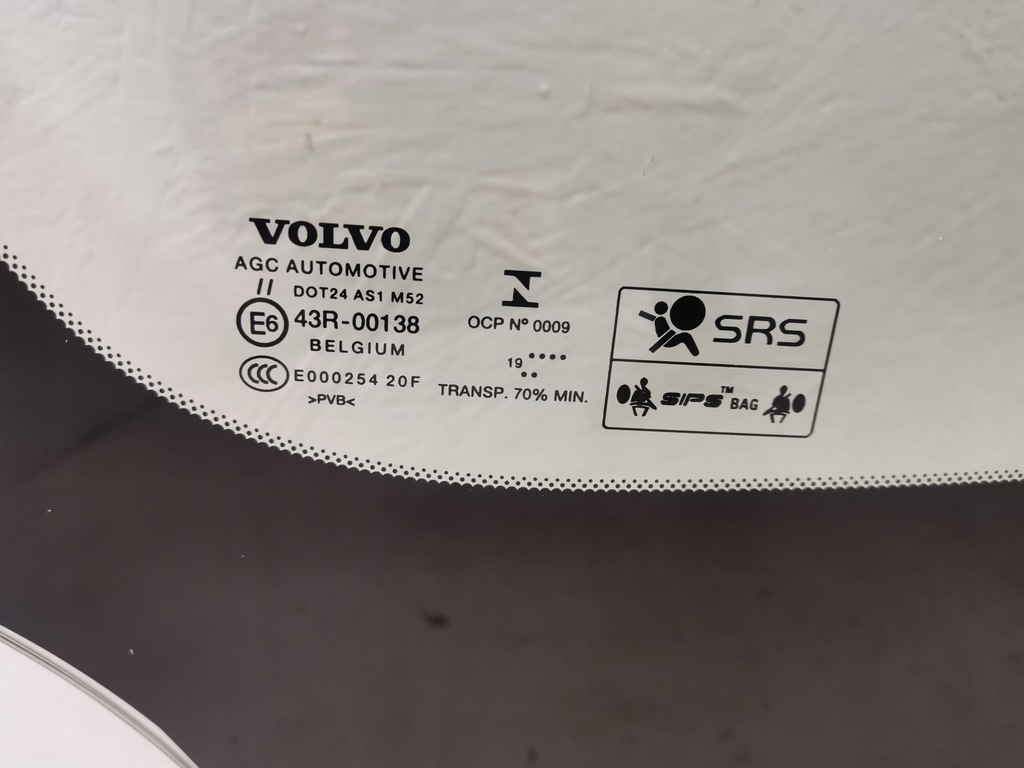 VOLVO
AGC AUTOMOTIVE
II DOT24 AS1 M52
E6 43R-00138
BELGIUM
CCC E000254 20F
>PVB<
OCP Nº 0009
19 ••••
••
TRANSP. 70% MIN.
SRS
SIPS™ BAG